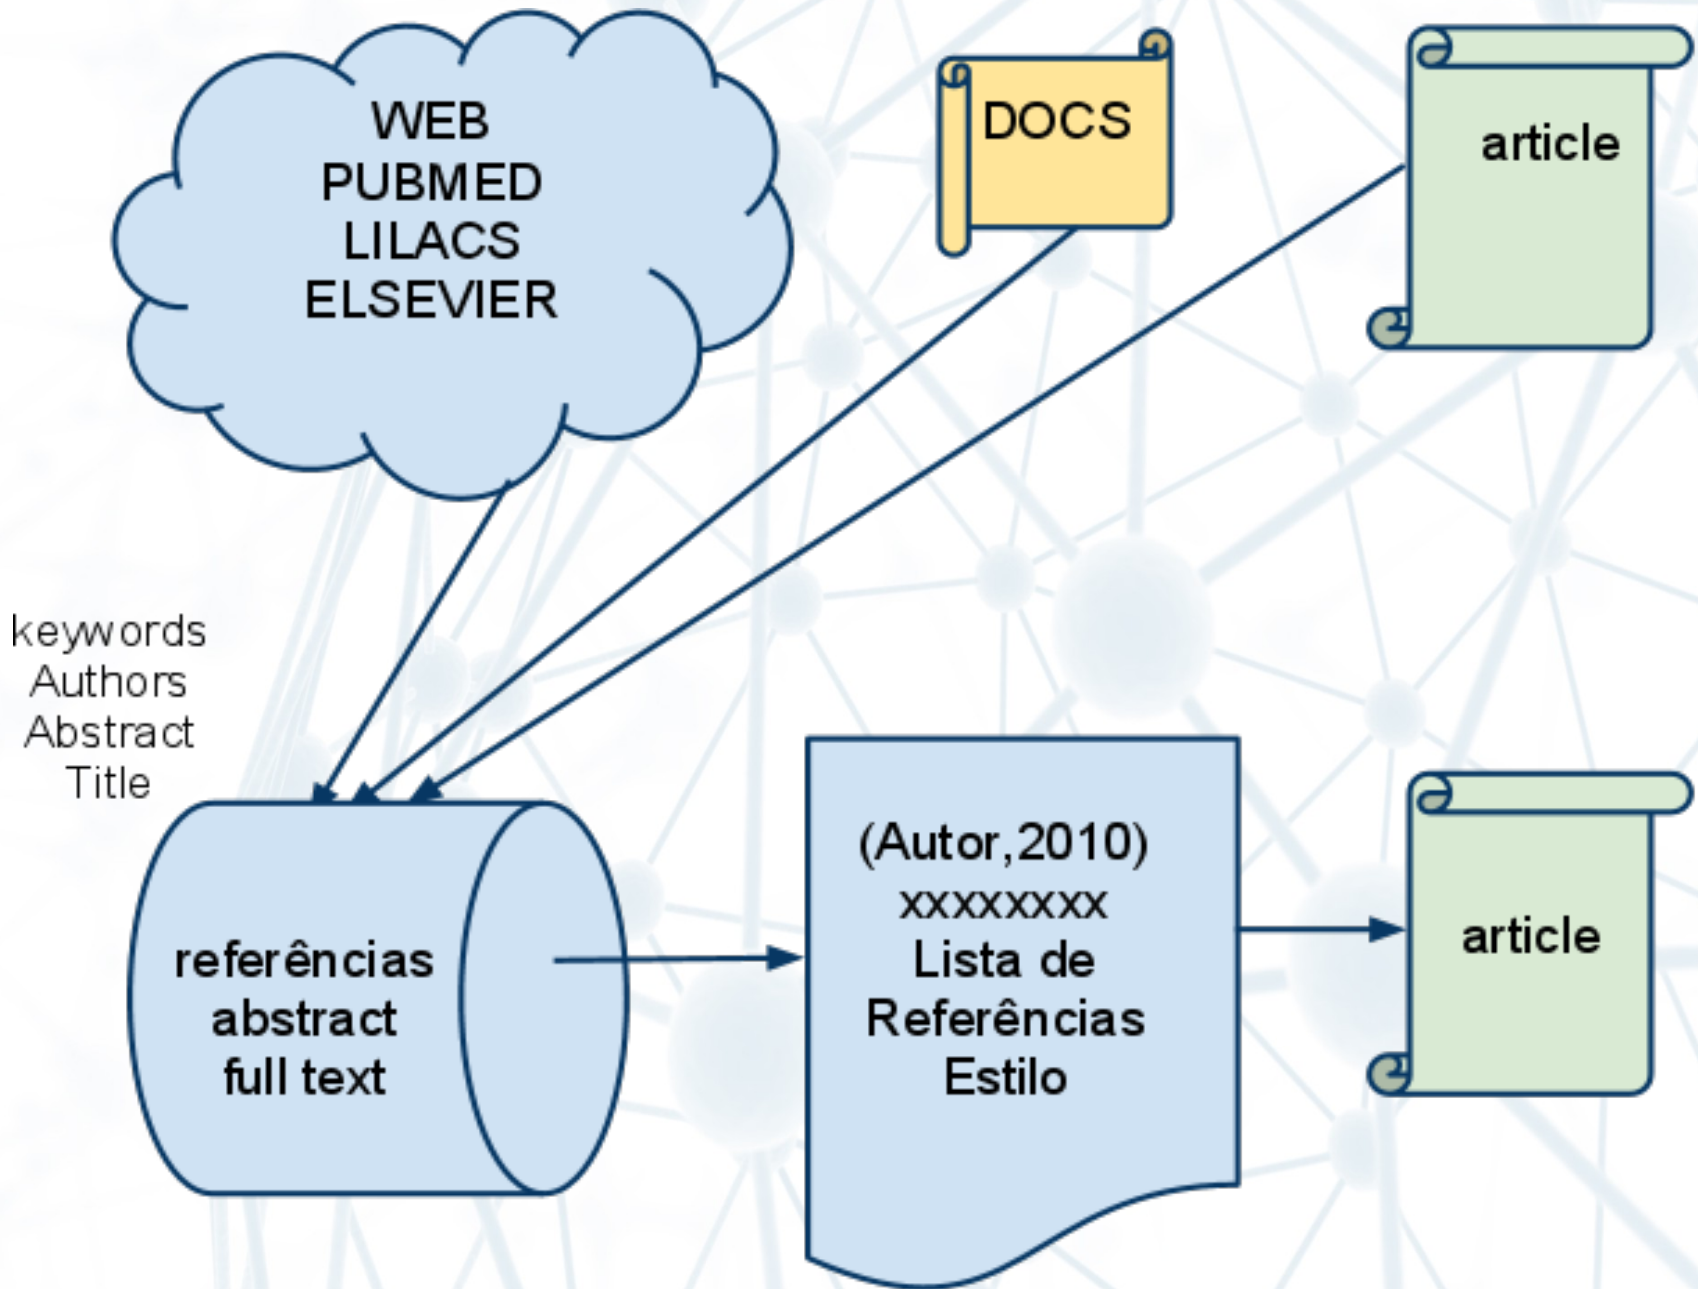 WEB
PUBMED
LILACS
ELSEVIER
DOCS
article
keywords
Authors
Abstract
Title
referências
abstract
full text
(Autor,2010)
xxxxxxxx
Lista de
Referências
Estilo
article